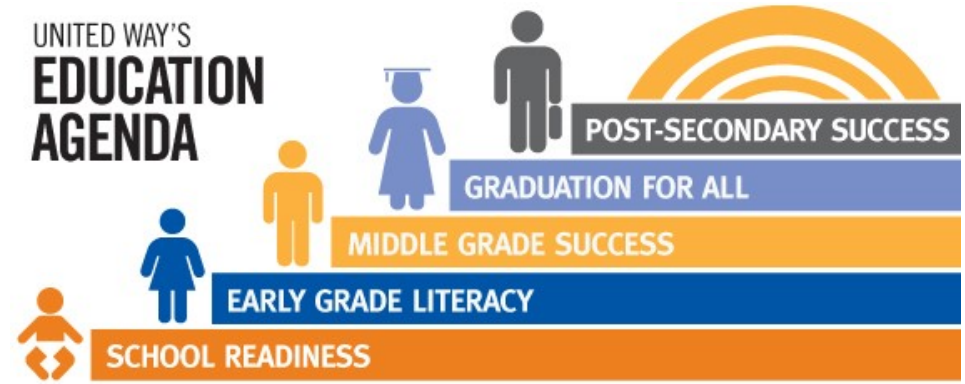 UNITED WAY'S
EDUCATION
AGENDA
POST-SECONDARY SUCCESS
GRADUATION FOR ALL
MIDDLE GRADE SUCCESS
EARLY GRADE LITERACY
SCHOOL READINESS